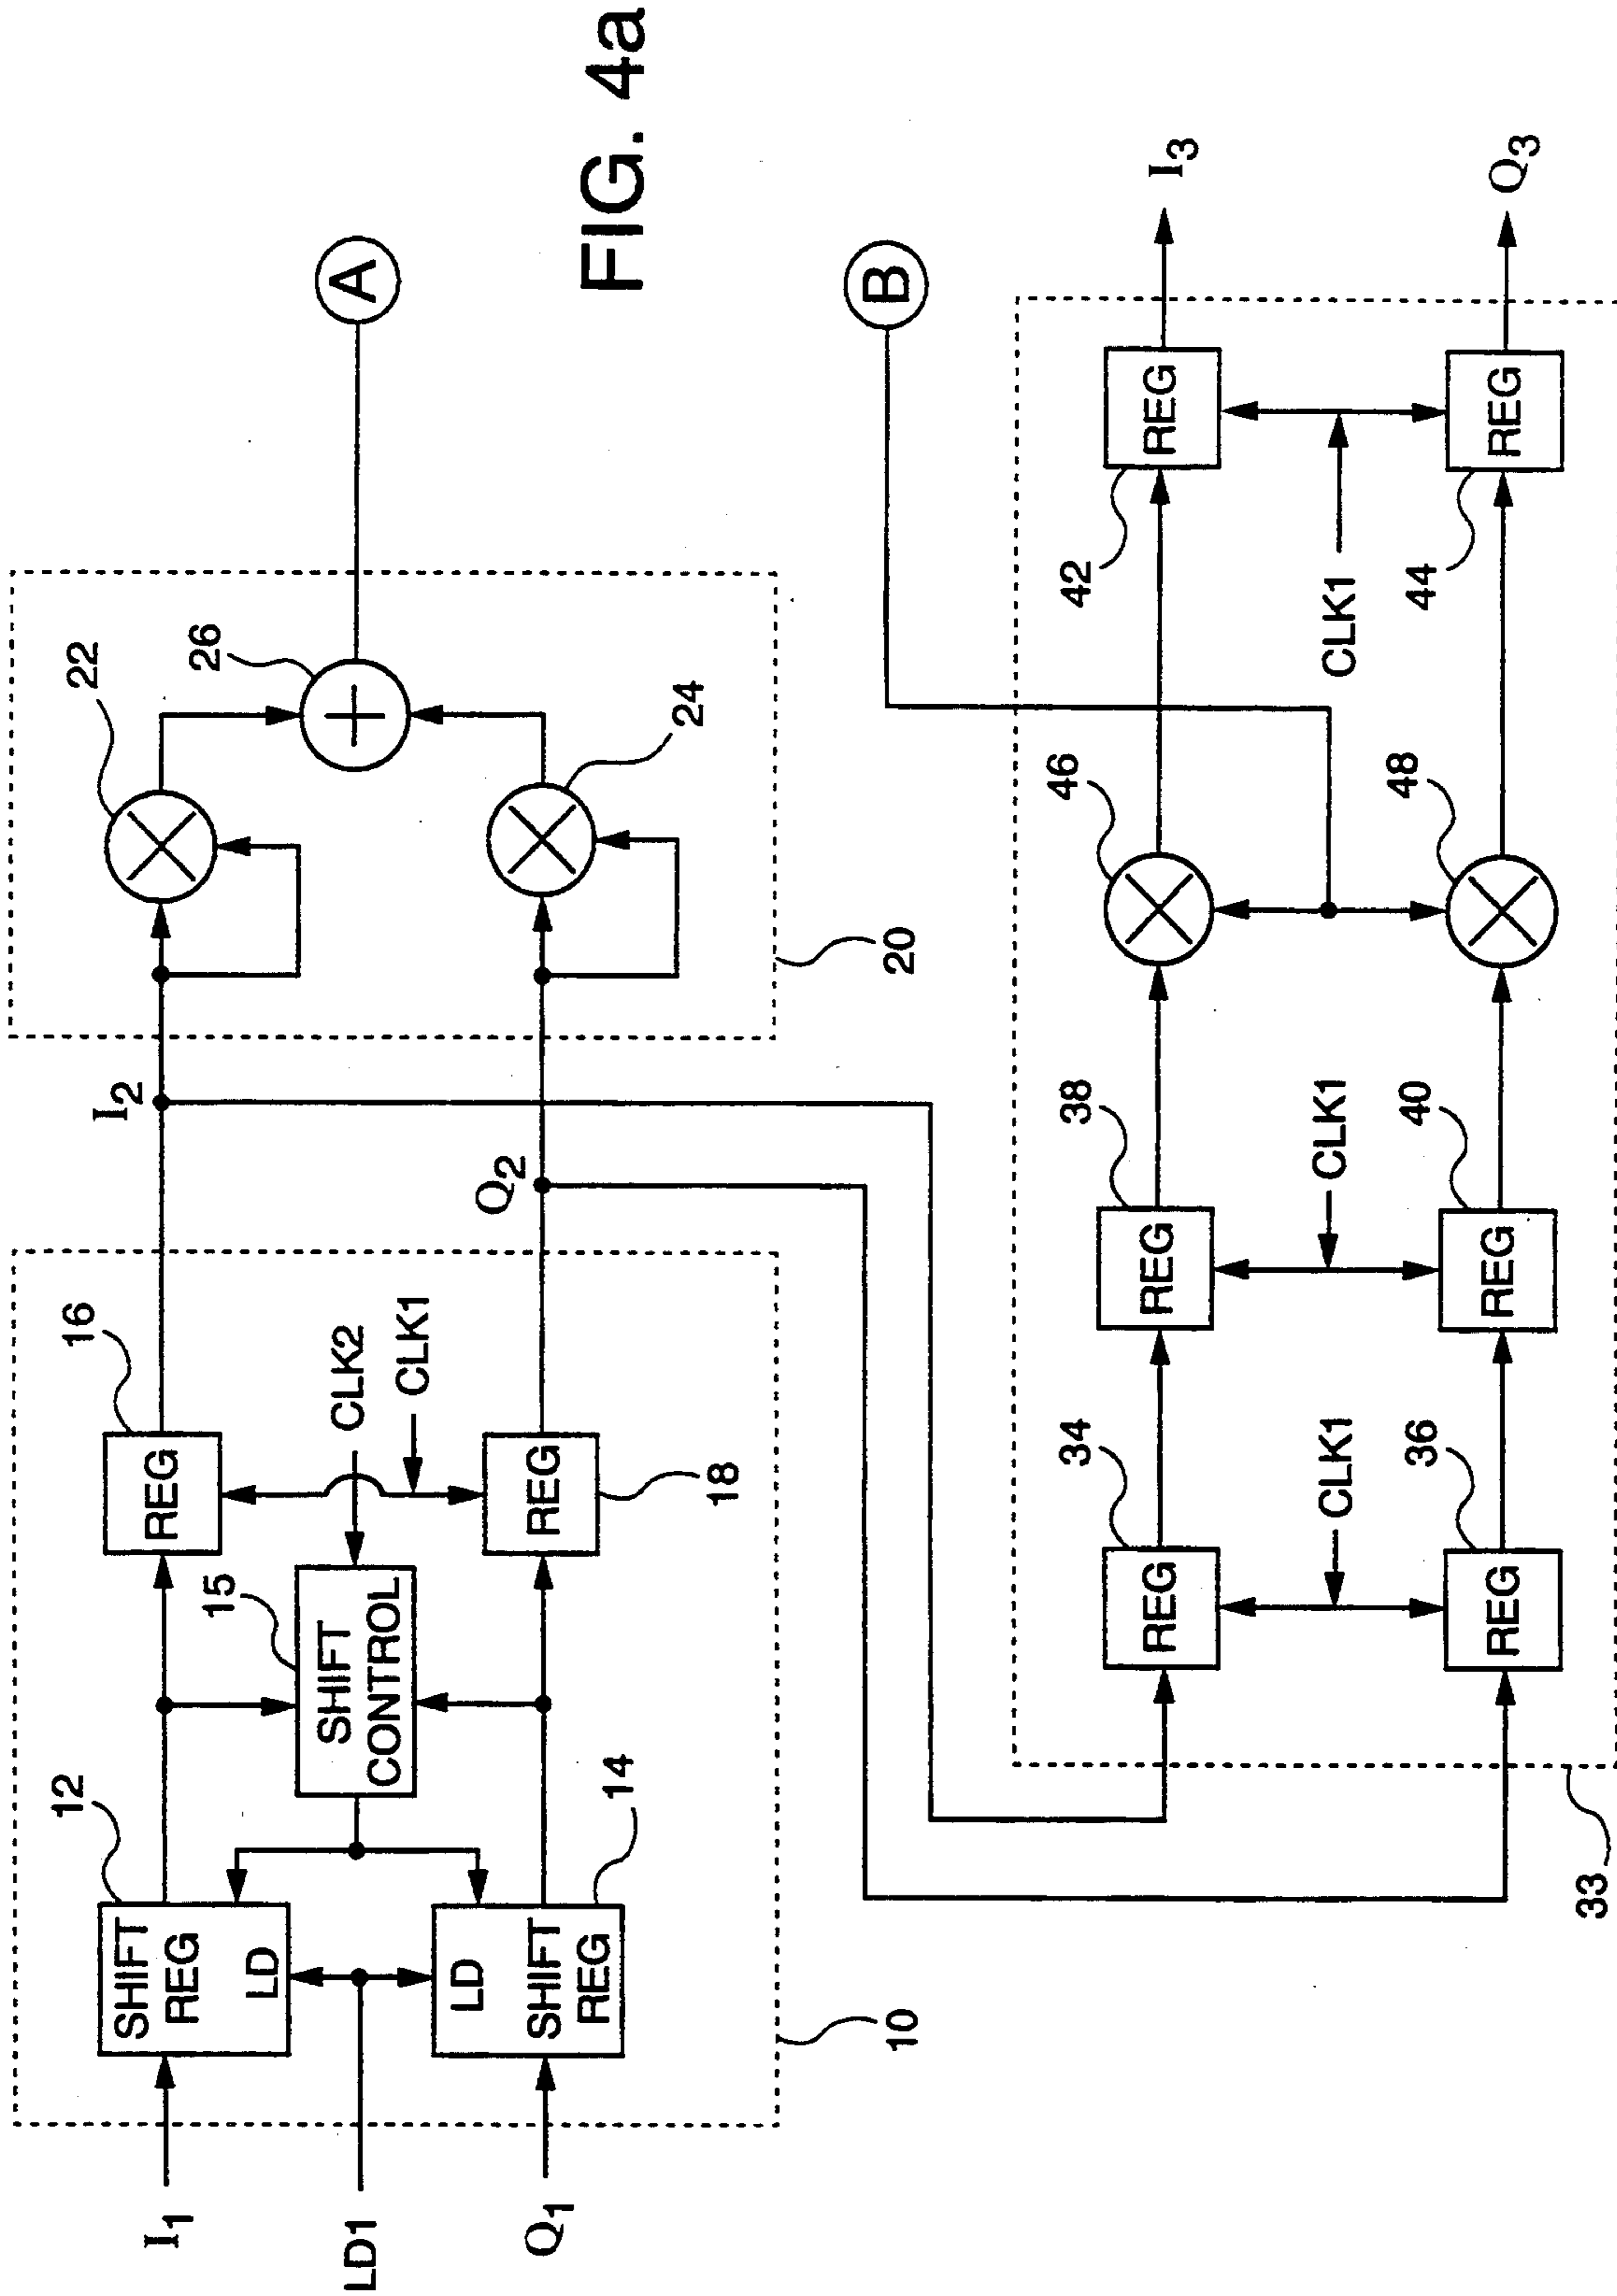 FIG. 4a
22
26
A
16
I2
12
SHIFT
REG
LD
REG
15
SHIFT
CONTROL
CLK2
CLK1
I1
LD1
Q1
LD
SHIFT
REG
14
REG
18
Q2
24
20
10
B
34
38
46
42
REG
REG
REG
I3
CLK1
CLK1
CLK1
36
40
48
44
REG
REG
REG
Q3
33